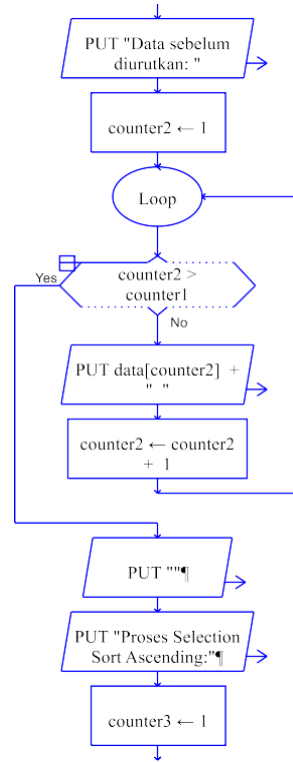 PUT "Data sebelum
diurutkan: "
counter2 ← 1
Loop
Yes
counter2 >
counter1
No
PUT data[counter2] +
" "
counter2 ← counter2
+ 1
PUT ""¶
PUT "Proses Selection
Sort Ascending:"¶
counter3 ← 1